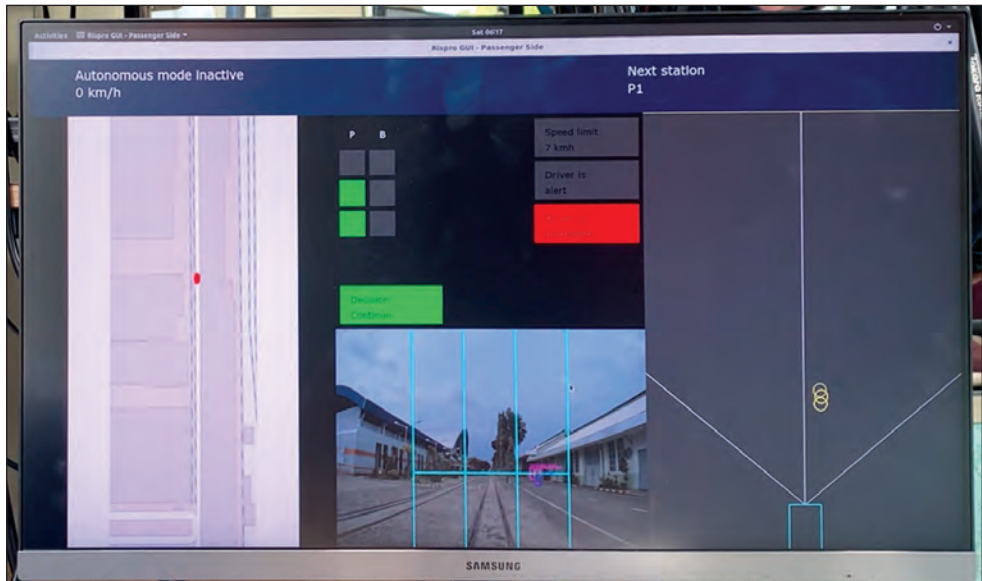 Activities Rispro GUI - Passenger Side Sat 06:17
Rispro GUI - Passenger Side
Autonomous mode inactive
0 km/h
Next station
P1
P B
Speed limit
7 kmh
Driver is
alert
Decision:
Continue
SAMSUNG